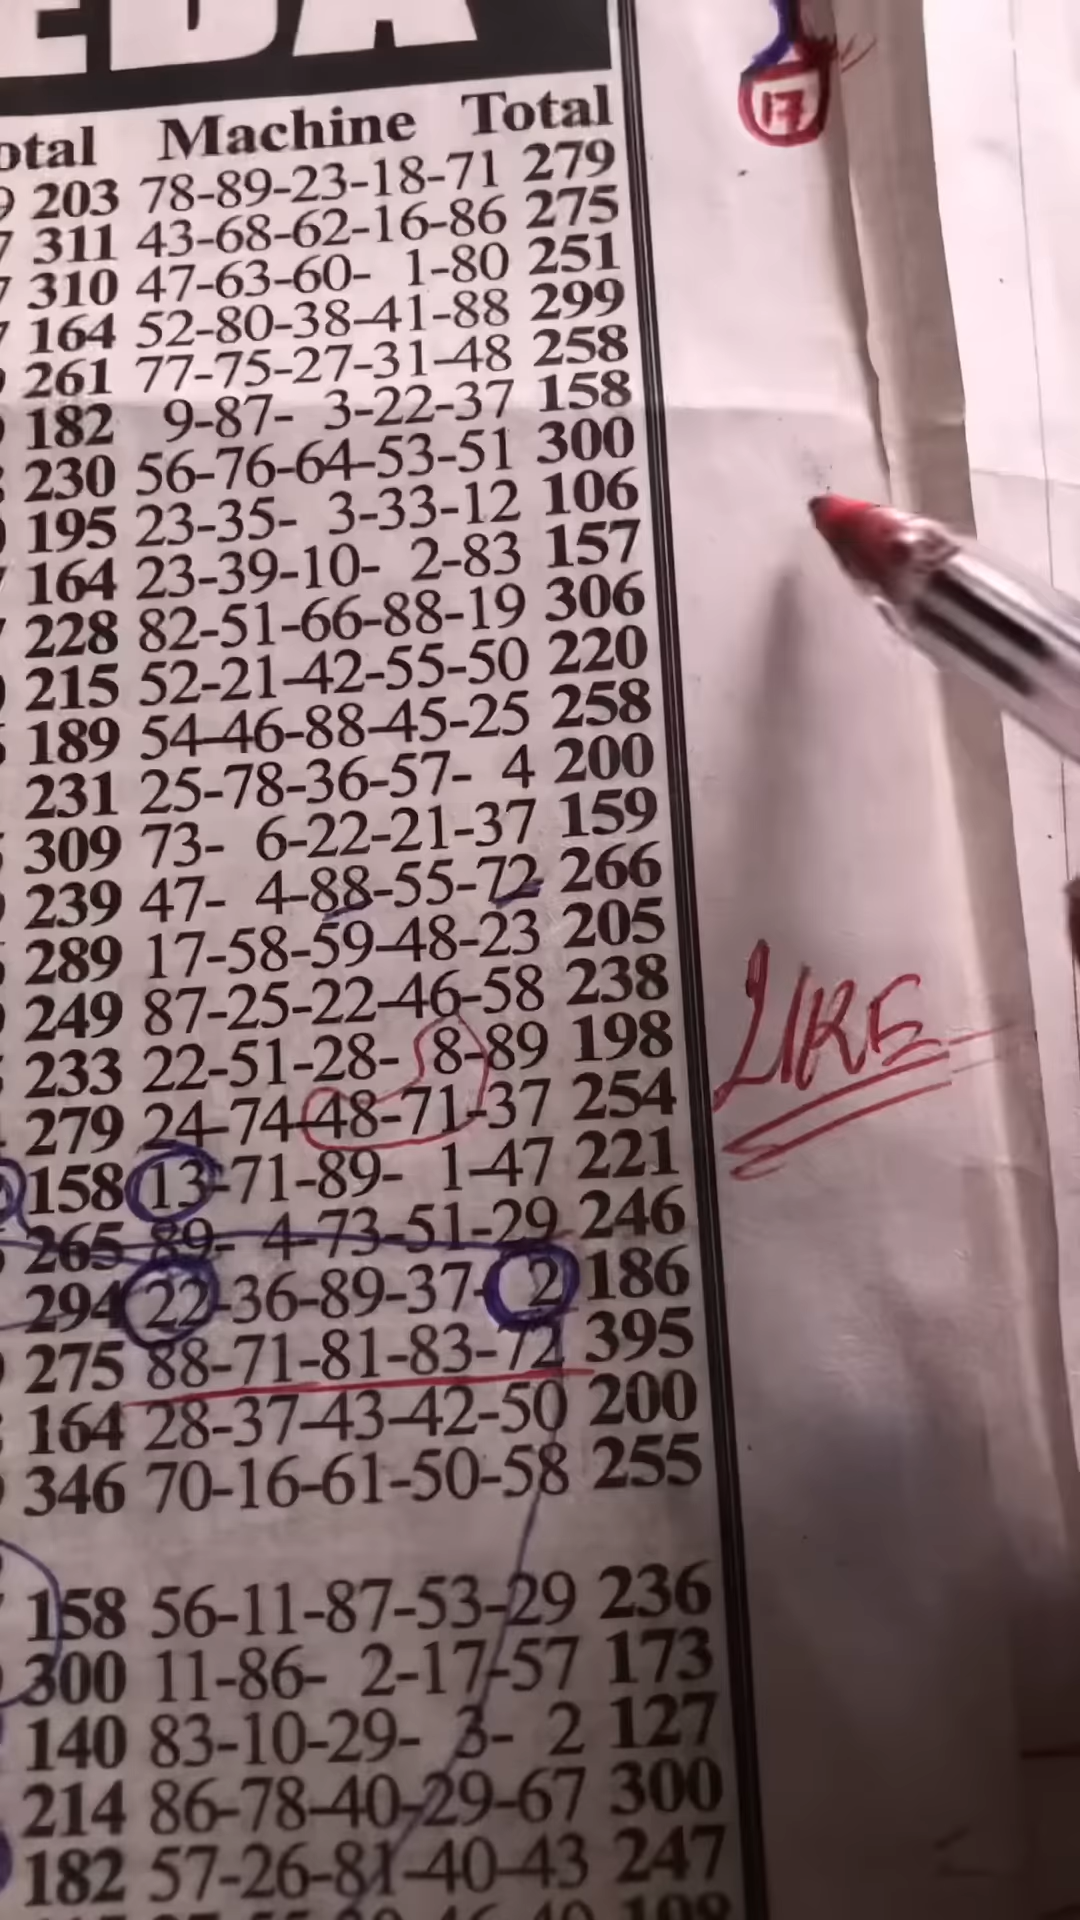 EDA
17
otal Machine Total
203 78-89-23-18-71 279
311 43-68-62-16-86 275
310 47-63-60- 1-80 251
164 52-80-38-41-88 299
261 77-75-27-31-48 258
182 9-87- 3-22-37 158
230 56-76-64-53-51 300
195 23-35- 3-33-12 106
164 23-39-10- 2-83 157
228 82-51-66-88-19 306
215 52-21-42-55-50 220
189 54-46-88-45-25 258
231 25-78-36-57- 4 200
309 73- 6-22-21-37 159
239 47- 4-88-55-72 266
289 17-58-59-48-23 205
249 87-25-22-46-58 238
233 22-51-28- 8-89 198
279 24-74-48-71-37 254
LIKE
158 13-71-89- 1-47 221
265 89- 4-73-51-29 246
294 22-36-89-37- 2 186
275 88-71-81-83-72 395
164 28-37-43-42-50 200
346 70-16-61-50-58 255
158 56-11-87-53-29 236
300 11-86- 2-17-57 173
140 83-10-29- 3- 2 127
214 86-78-40-29-67 300
182 57-26-81-40-43 247